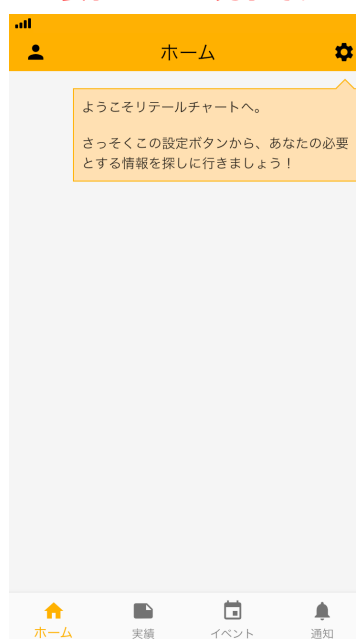 ホーム
ようこそリテールチャートへ。
さっそくこの設定ボタンから、あなたの必要
とする情報を探しに行きましょう！
ホーム
実績
イベント
通知